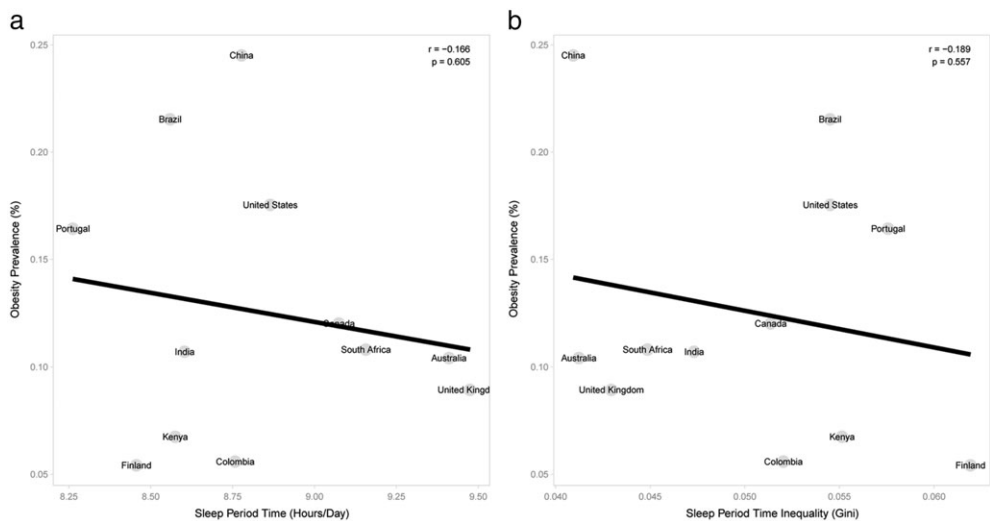 a
r = −0.166
p = 0.605
China
Brazil
United States
Portugal
Canada
India
South Africa
Australia
United Kingd
Kenya
Colombia
Finland
0.25
0.20
0.15
0.10
0.05
Obesity Prevalence (%)
8.25 8.50 8.75 9.00 9.25 9.50
Sleep Period Time (Hours/Day)
b
r = −0.189
p = 0.557
China
Brazil
United States
Portugal
Canada
South Africa
India
Australia
United Kingdom
Kenya
Colombia
Finland
0.25
0.20
0.15
0.10
0.05
Obesity Prevalence (%)
0.040 0.045 0.050 0.055 0.060
Sleep Period Time Inequality (Gini)